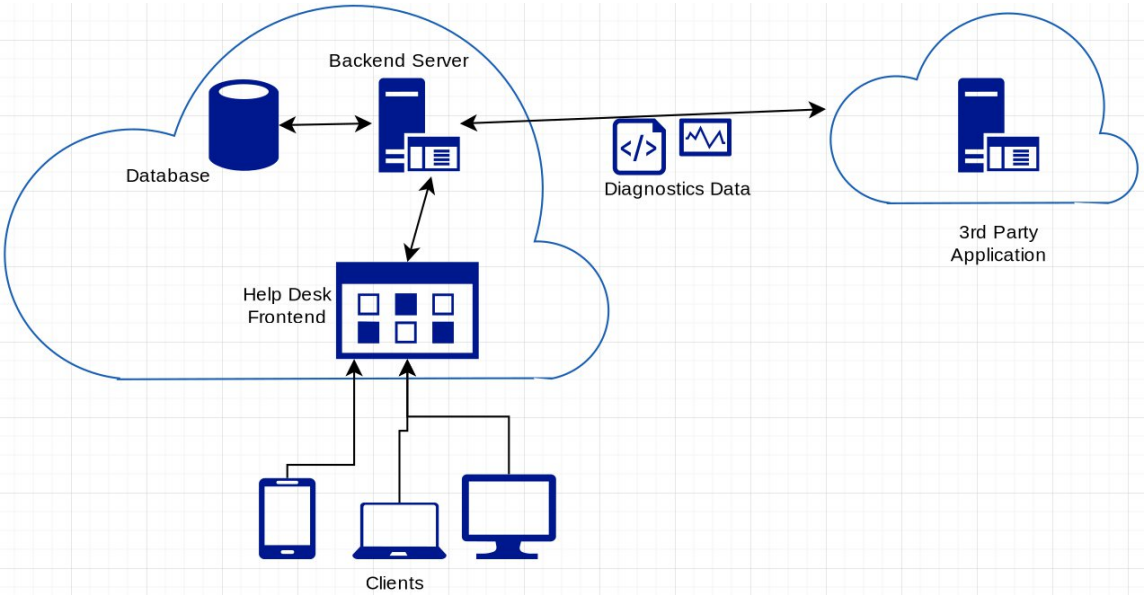 Backend Server
Database
</>
Diagnostics Data
3rd Party
Application
Help Desk
Frontend
Clients